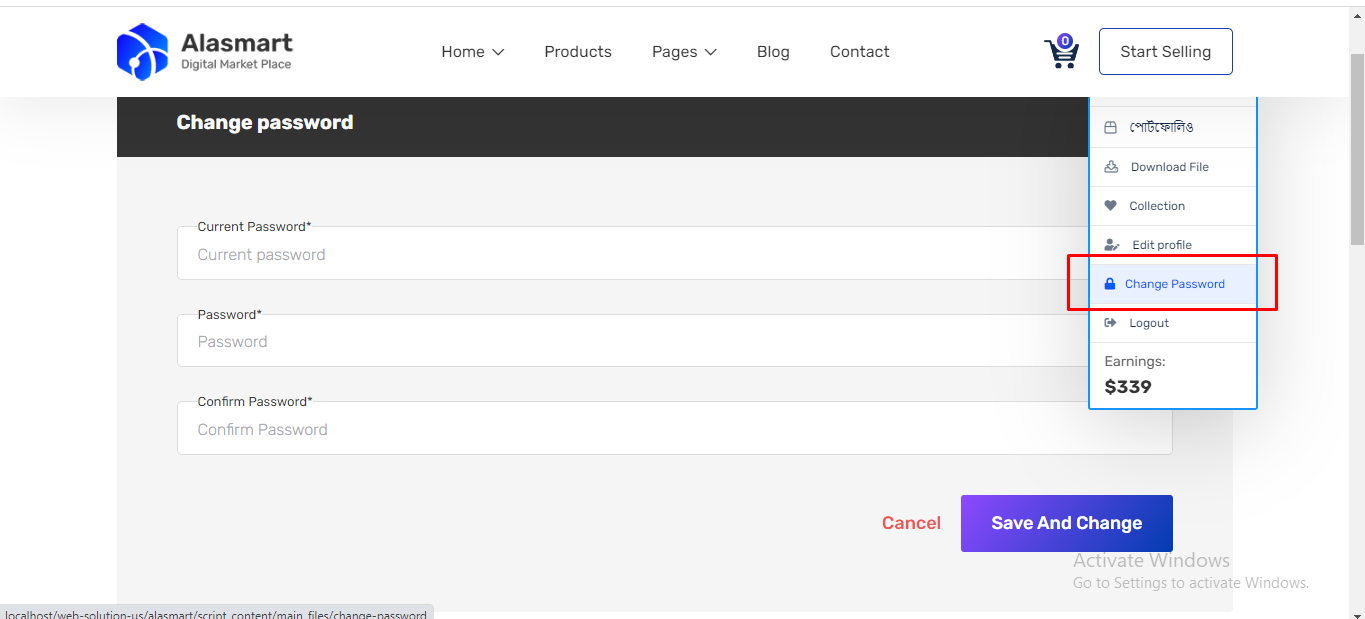 Alasmart
Digital Market Place
Home
Products
Pages
Blog
Contact
0
Start Selling
Change password
পোর্টফোলিও
Download File
Collection
Edit profile
Change Password
Logout
Earnings:
$339
Current Password*
Current password
Password*
Password
Confirm Password*
Confirm Password
Cancel
Save And Change
Activate Windows
Go to Settings to activate Windows.
localhost/web-solution-us/alasmart/script_content/main_files/change-password